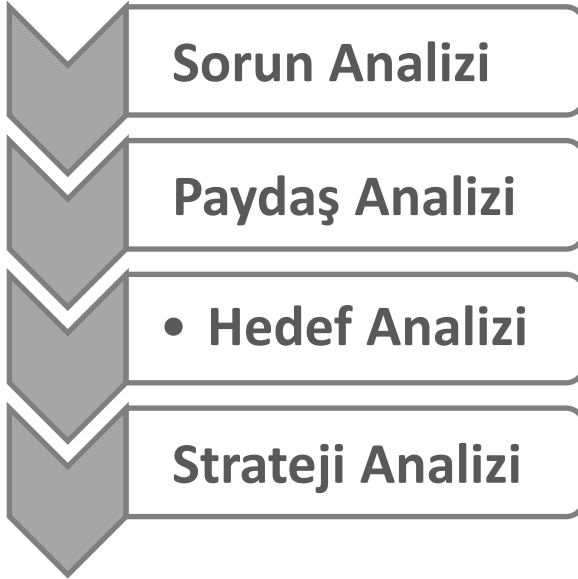 Sorun Analizi
Paydaş Analizi
• Hedef Analizi
Strateji Analizi